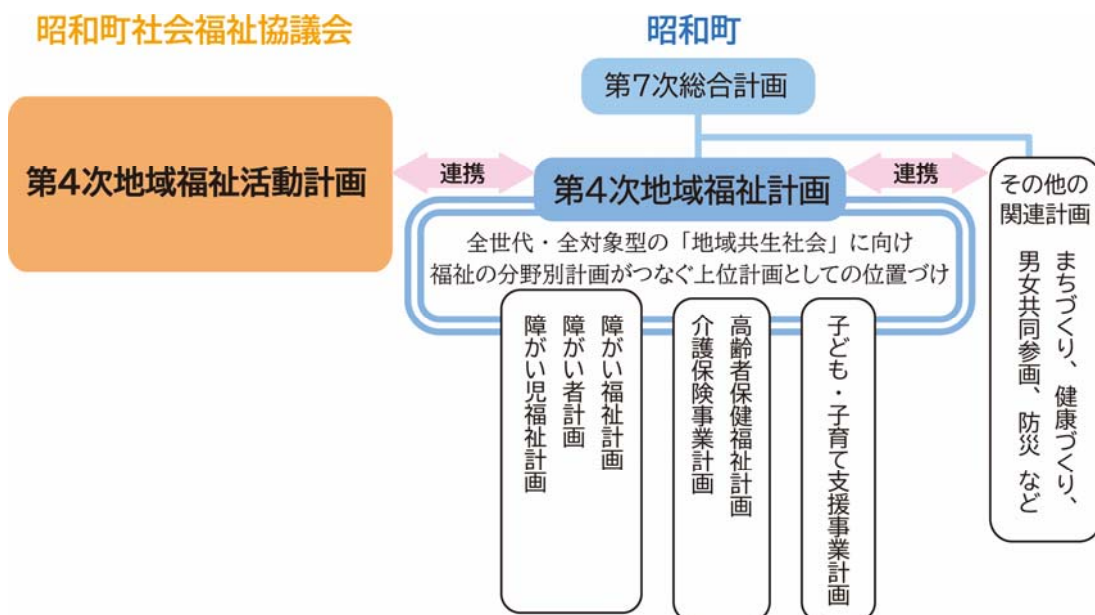 昭和町社会福祉協議会
昭和町
第7次総合計画
第4次地域福祉活動計画
連携
第4次地域福祉計画
連携
その他の
関連計画
まちづくり、健康づくり、
男女共同参画、防災 など
全世代・全対象型の「地域共生社会」に向け
福祉の分野別計画がつなぐ上位計画としての位置づけ
障がい福祉計画
障がい者計画
障がい児福祉計画
高齢者保健福祉計画
介護保険事業計画
子ども・子育て支援事業計画